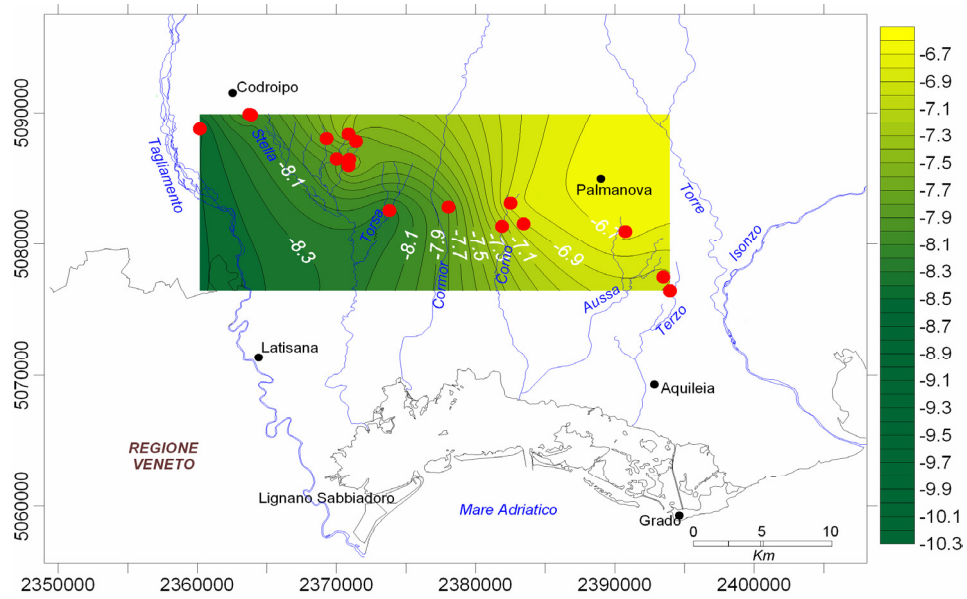 5090000
5080000
5070000
5060000
Codroipo
Tagliamento
Stella
-8.1
Torre
Palmanova
Isonzo
Torsa
-8.3
-8.1
-7.9
-7.7
-7.5
-7.1
-6.9
Cormor
Corno
Aussa
Terzo
Latisana
Aquileia
REGIONE
VENETO
Lignano Sabbiadoro
Mare Adriatico
Grado
0 5 10
Km
2350000 2360000 2370000 2380000 2390000 2400000
-6.7
-6.9
-7.1
-7.3
-7.5
-7.7
-7.9
-8.1
-8.3
-8.5
-8.7
-8.9
-9.1
-9.3
-9.5
-9.7
-9.9
-10.1
-10.3